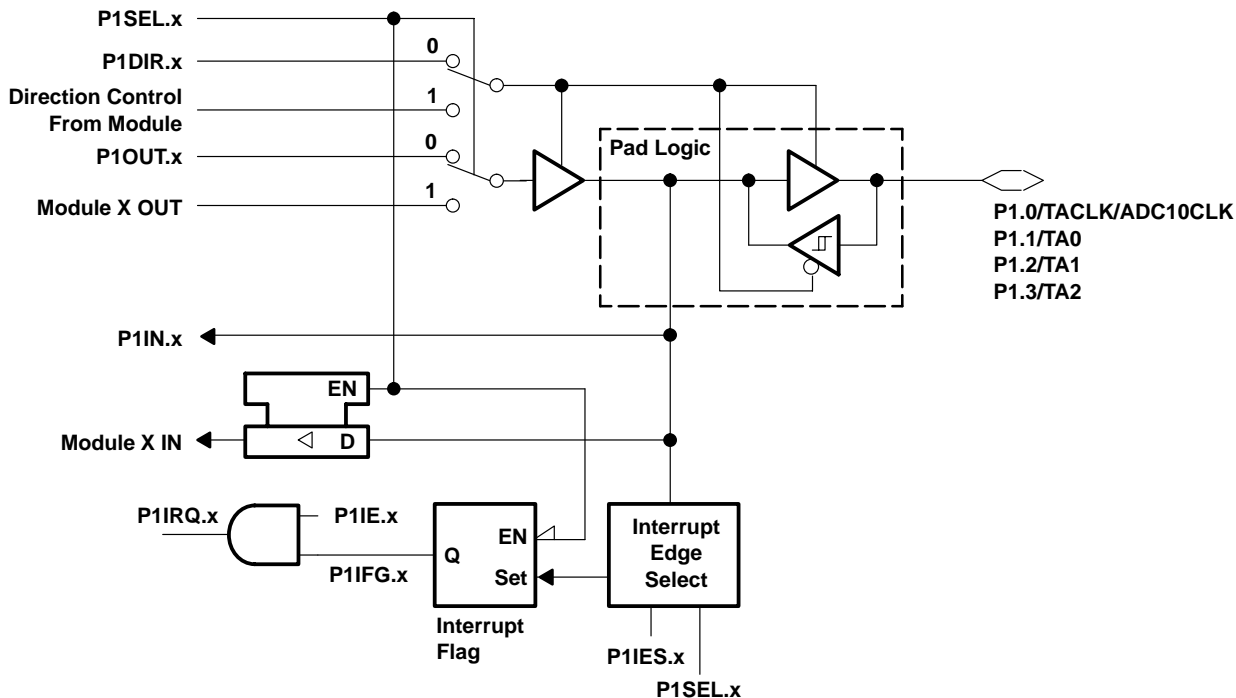 P1SEL.x
0
P1DIR.x
Direction Control
From Module
1
0
P1OUT.x
1
Module X OUT
Pad Logic
P1.0/TACLK/ADC10CLK
P1.1/TA0
P1.2/TA1
P1.3/TA2
P1IN.x
EN
Module X IN
D
P1IRQ.x
P1IE.x
P1IFG.x
Q
EN
Set
Interrupt
Flag
Interrupt
Edge
Select
P1IES.x
P1SEL.x